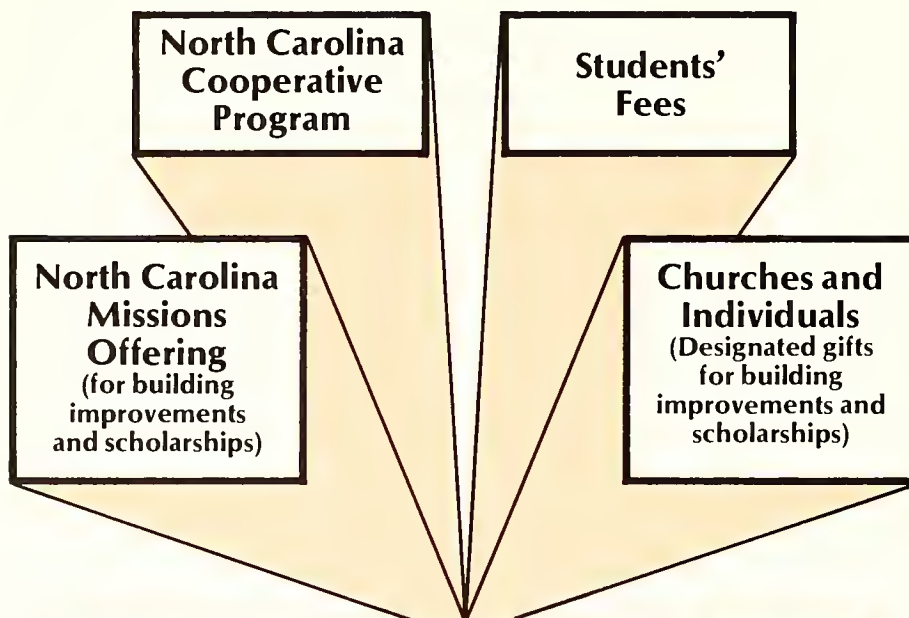 North Carolina
Cooperative
Program
Students'
Fees
North Carolina
Missions
Offering
(for building
improvements
and scholarships)
Churches and
Individuals
(Designated gifts
for building
improvements and
scholarships)